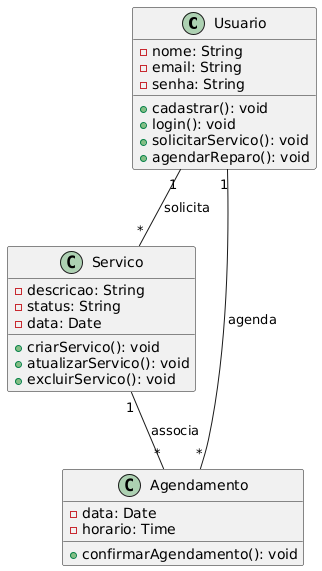 C Usuario
nome: String
email: String
senha: String
cadastrar(): void
login(): void
solicitarServico(): void
agendarReparo(): void
1 1
solicita
*
C Servico
descricao: String
status: String
data: Date
criarServico(): void
atualizarServico(): void
excluirServico(): void
agenda
1
associa
* *
C Agendamento
data: Date
horario: Time
confirmarAgendamento(): void